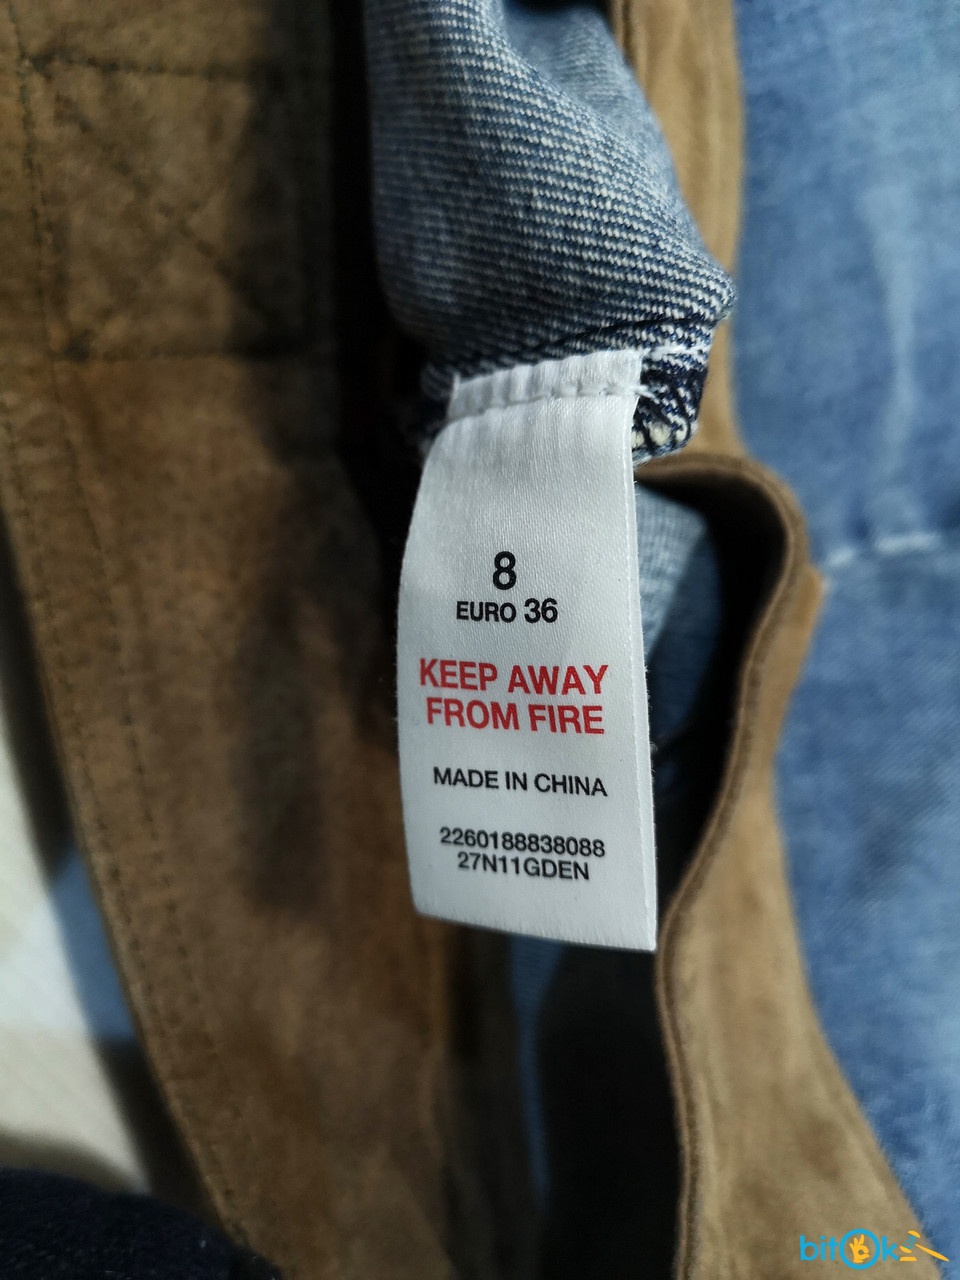 8
EURO 36
KEEP AWAY
FROM FIRE
MADE IN CHINA
2260188838088
27N11GDEN
bitOk